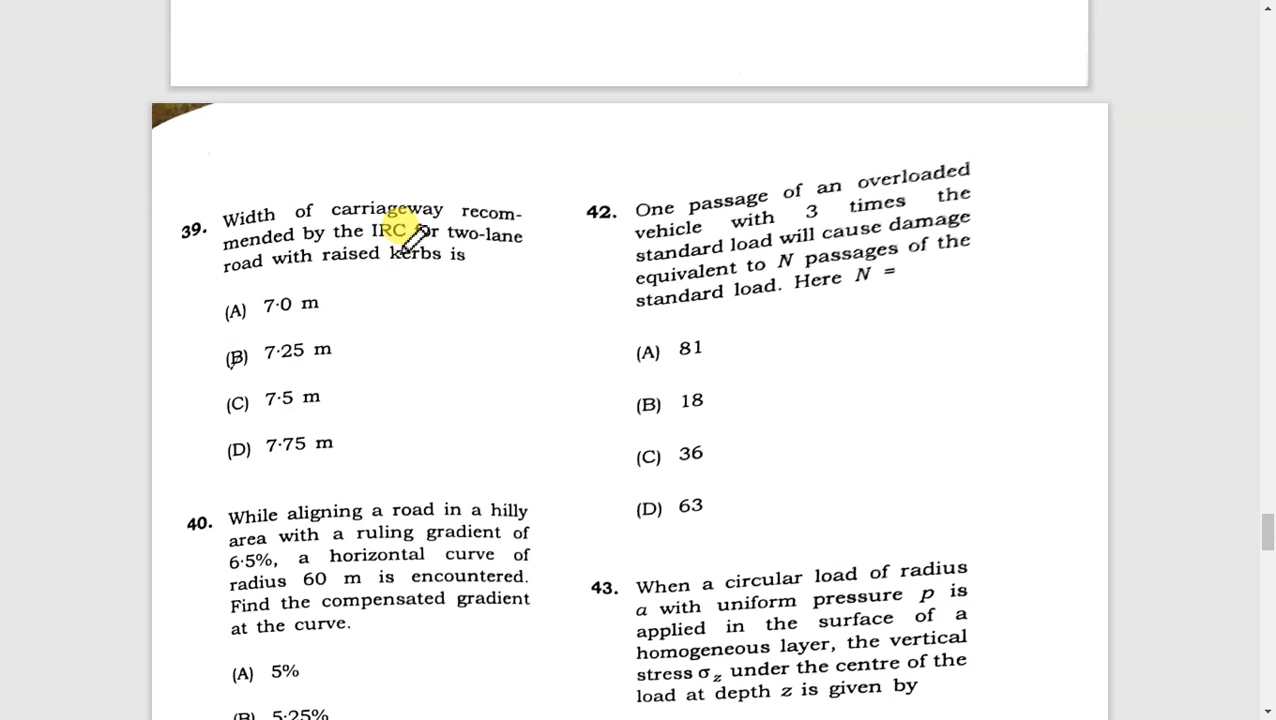 39. Width of carriageway recom-
mended by the IRC for two-lane
road with raised kerbs is
(A) 7·0 m
(B) 7·25 m
(C) 7·5 m
(D) 7·75 m
40. While aligning a road in a hilly
area with a ruling gradient of
6·5%, a horizontal curve of
radius 60 m is encountered.
Find the compensated gradient
at the curve.
(A) 5%
(B) 5·25%
42. One passage of an overloaded
vehicle with 3 times the
standard load will cause damage
equivalent to N passages of the
standard load. Here N =
(A) 81
(B) 18
(C) 36
(D) 63
43. When a circular load of radius
a with uniform pressure p is
applied in the surface of a
homogeneous layer, the vertical
stress σz under the centre of the
load at depth z is given by